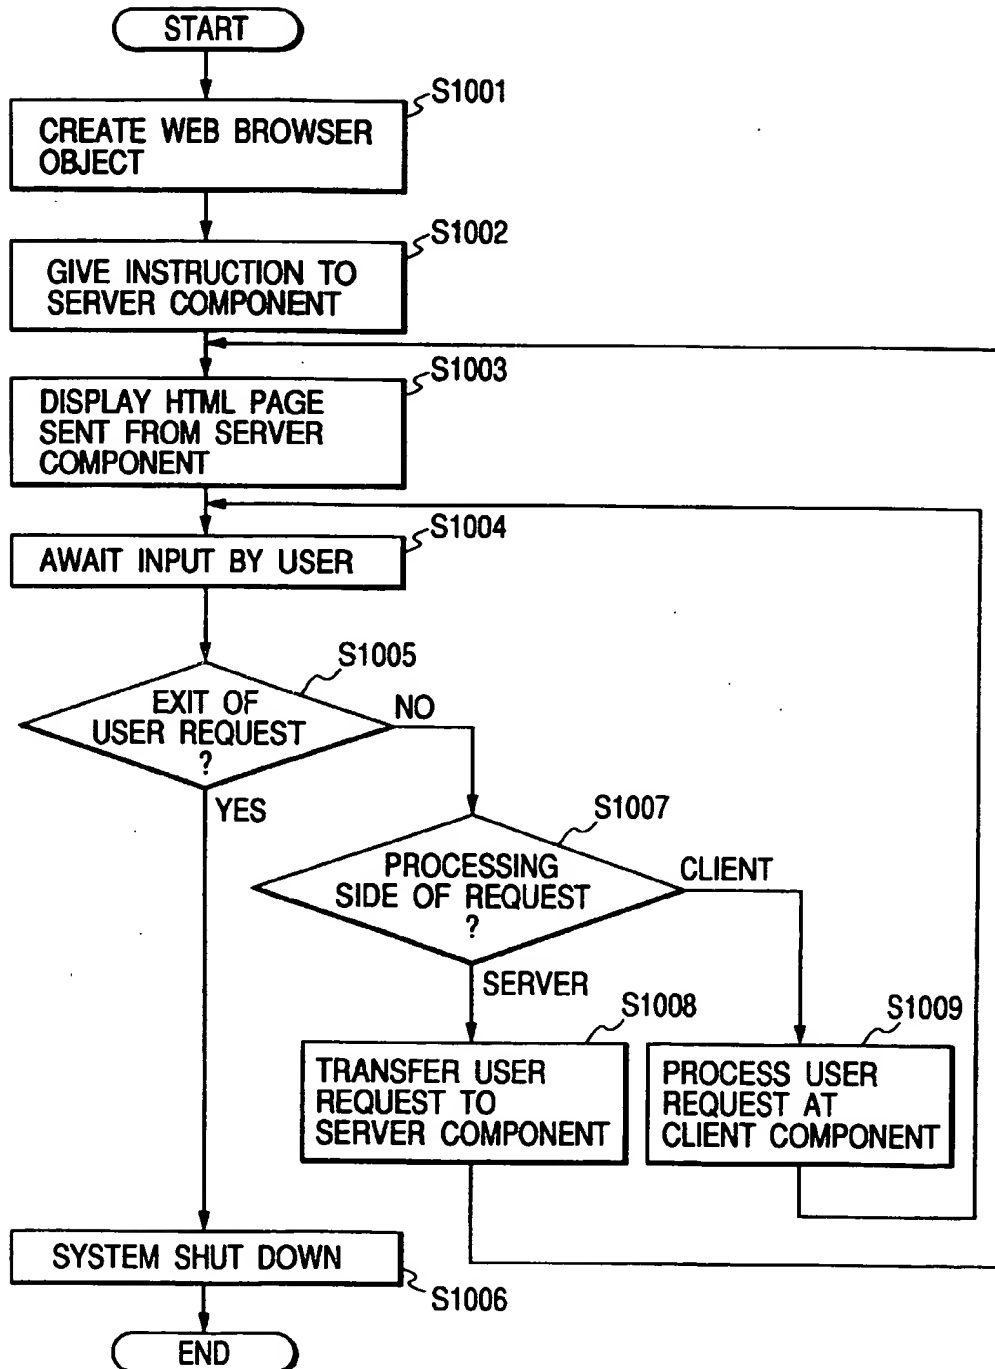 START
S1001
CREATE WEB BROWSER
OBJECT
S1002
GIVE INSTRUCTION TO
SERVER COMPONENT
S1003
DISPLAY HTML PAGE
SENT FROM SERVER
COMPONENT
S1004
AWAIT INPUT BY USER
S1005
EXIT OF
USER REQUEST
?
NO
YES
S1007
PROCESSING
SIDE OF REQUEST
?
CLIENT
SERVER
S1008
TRANSFER USER
REQUEST TO
SERVER COMPONENT
S1009
PROCESS USER
REQUEST AT
CLIENT COMPONENT
SYSTEM SHUT DOWN
S1006
END